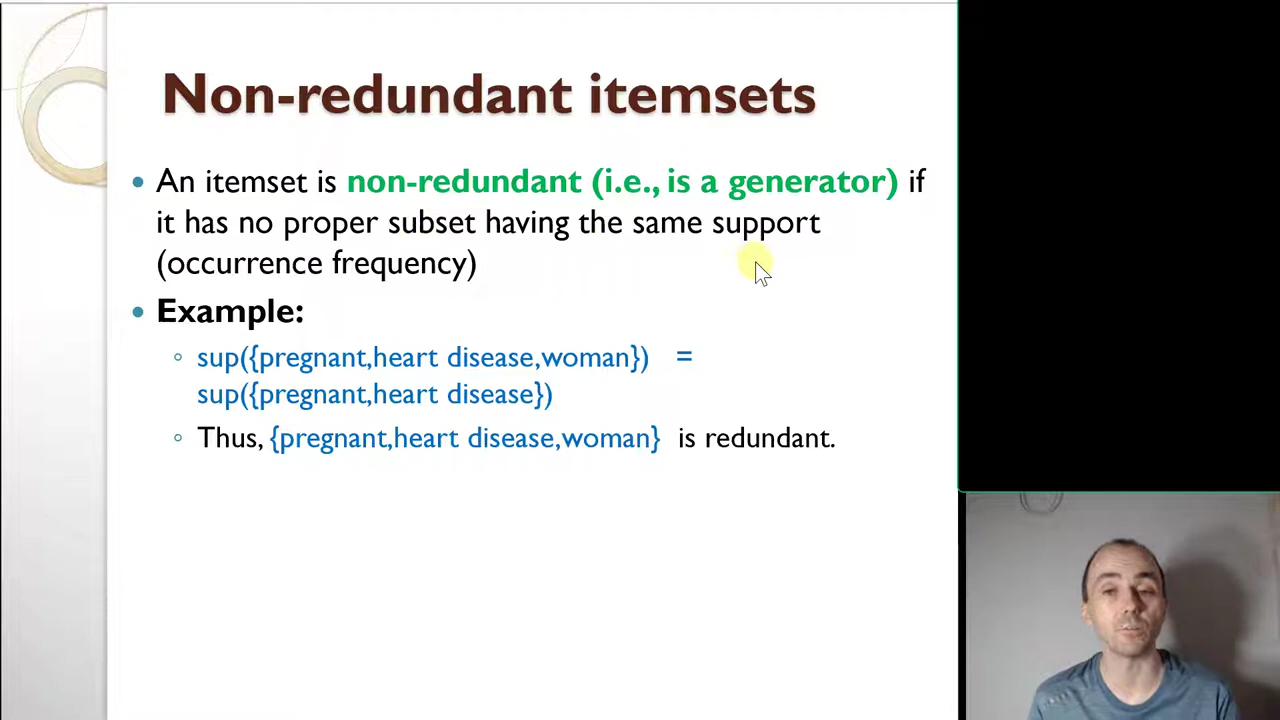 Non-redundant itemsets
• An itemset is non-redundant (i.e., is a generator) if
it has no proper subset having the same support
(occurrence frequency)
• Example:
◦ sup({pregnant,heart disease,woman}) =
sup({pregnant,heart disease})
◦ Thus, {pregnant,heart disease,woman} is redundant.